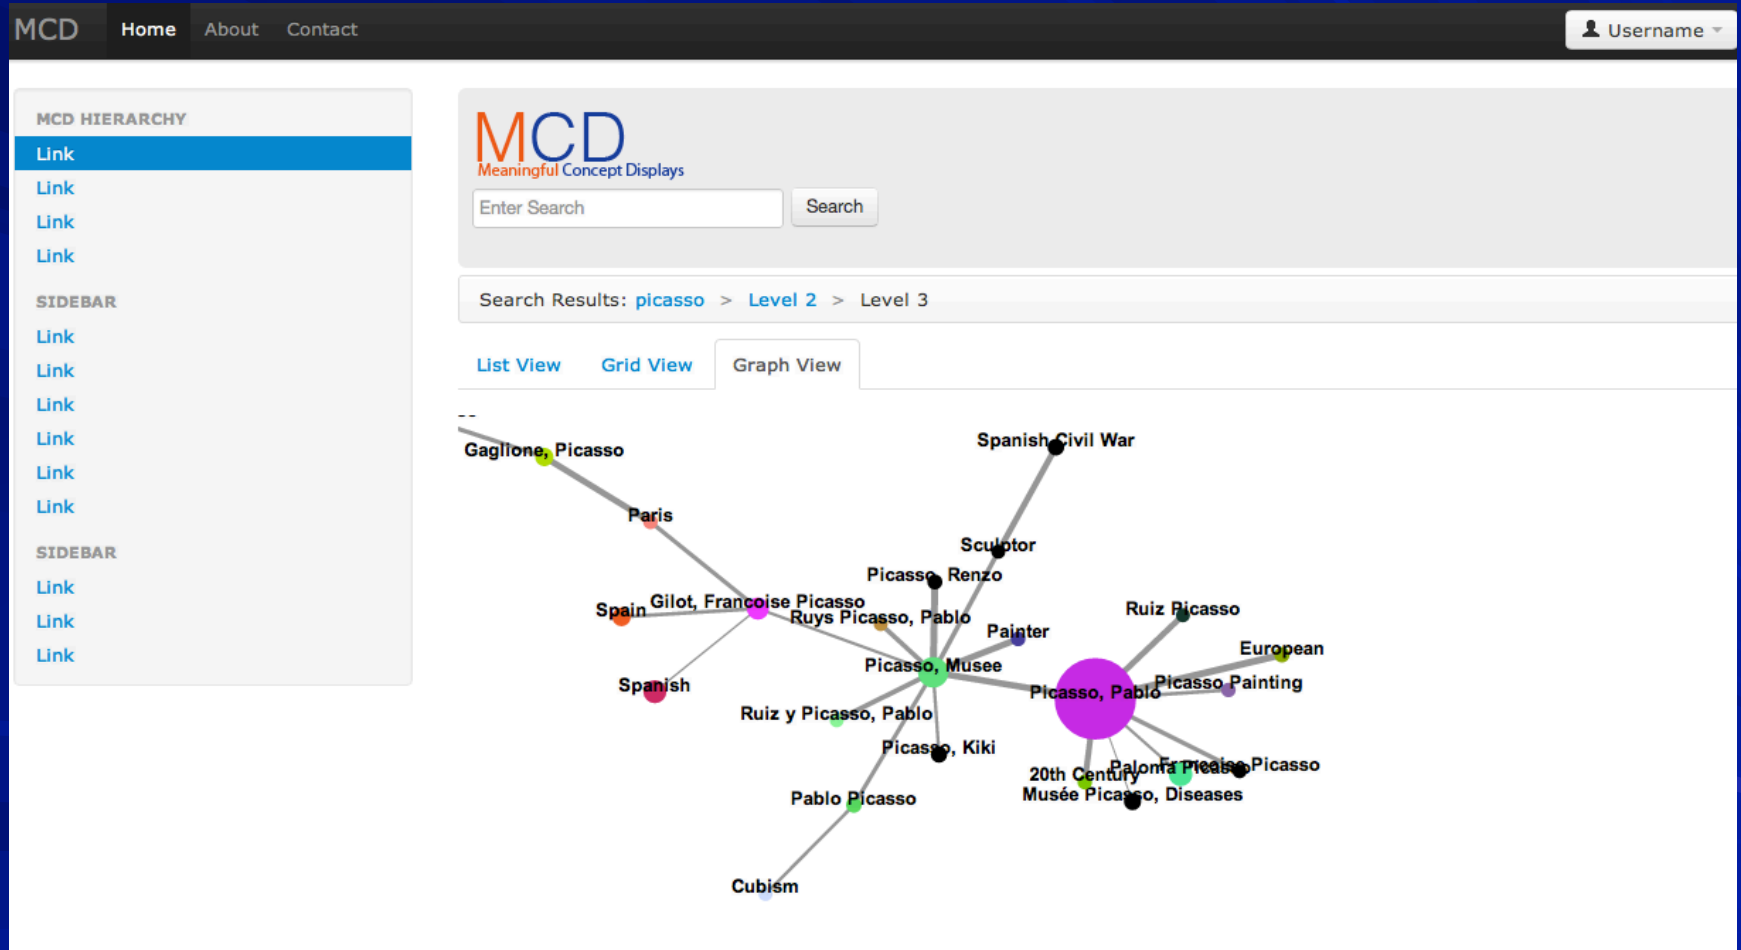 MCD Home About Contact Username
MCD HIERARCHY
Link
Link
Link
Link
SIDEBAR
Link
Link
Link
Link
Link
Link
SIDEBAR
Link
Link
Link
MCD
Meaningful Concept Displays
Enter Search Search
Search Results: picasso > Level 2 > Level 3
List View Grid View Graph View
Gaglione, Picasso
Spanish Civil War
Paris
Sculptor
Picasso, Renzo
Spain
Gilot, Francoise Picasso
Ruys Picasso, Pablo
Ruiz Picasso
Painter
European
Picasso, Musee
Spanish
Picasso, Pablo
Picasso Painting
Ruiz y Picasso, Pablo
Picasso, Kiki
20th Century
Paloma Picasso
Francoise Picasso
Musée Picasso, Diseases
Pablo Picasso
Cubism